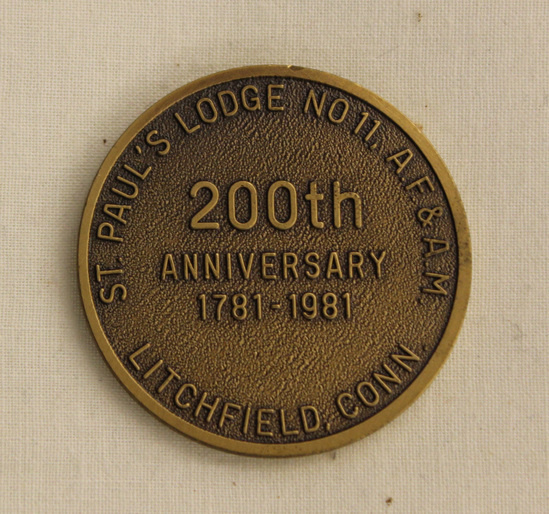 ST. PAUL'S LODGE NO 11. A.F. & A.M
200th
ANNIVERSARY
1781 - 1981
LITCHFIELD, CONN.